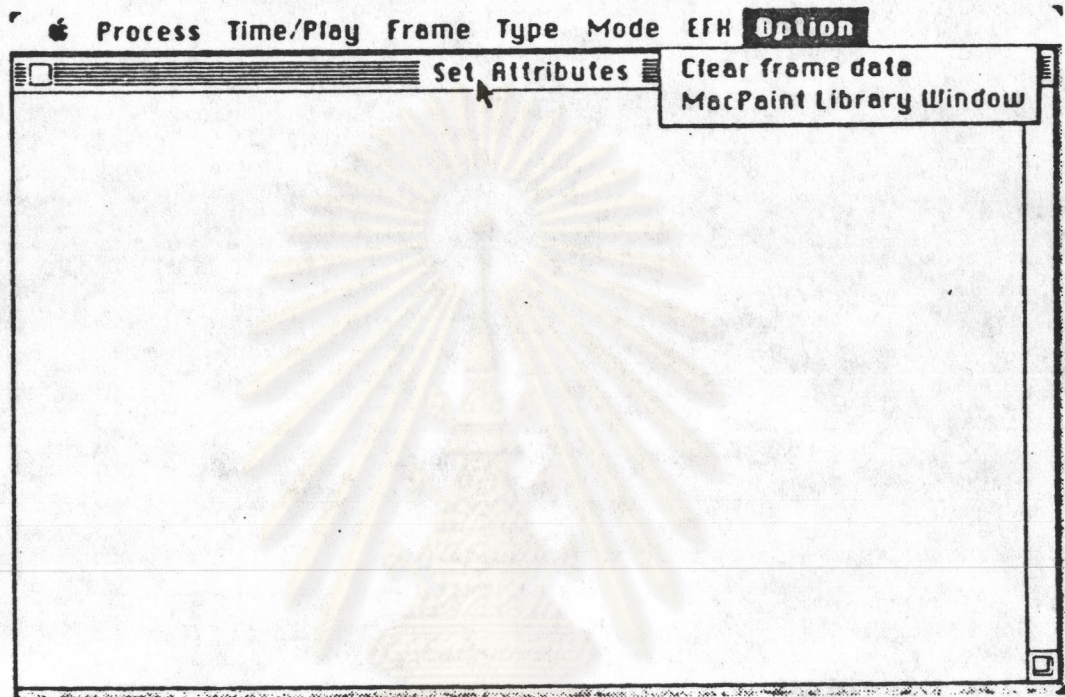 Process Time/Play Frame Type Mode EFX Option
Set Attributes
Clear frame data
MacPaint Library Window